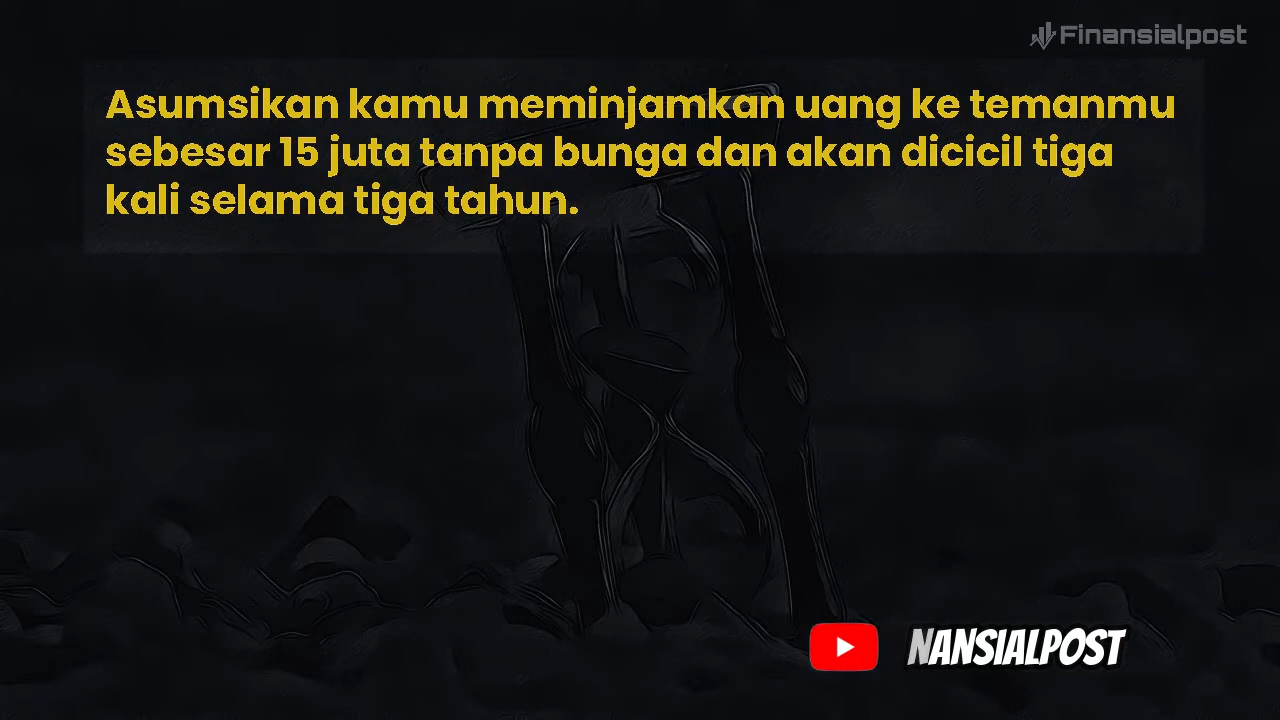 Finansialpost
Asumsikan kamu meminjamkan uang ke temanmu
sebesar 15 juta tanpa bunga dan akan dicicil tiga
kali selama tiga tahun.
NANSIALPOST